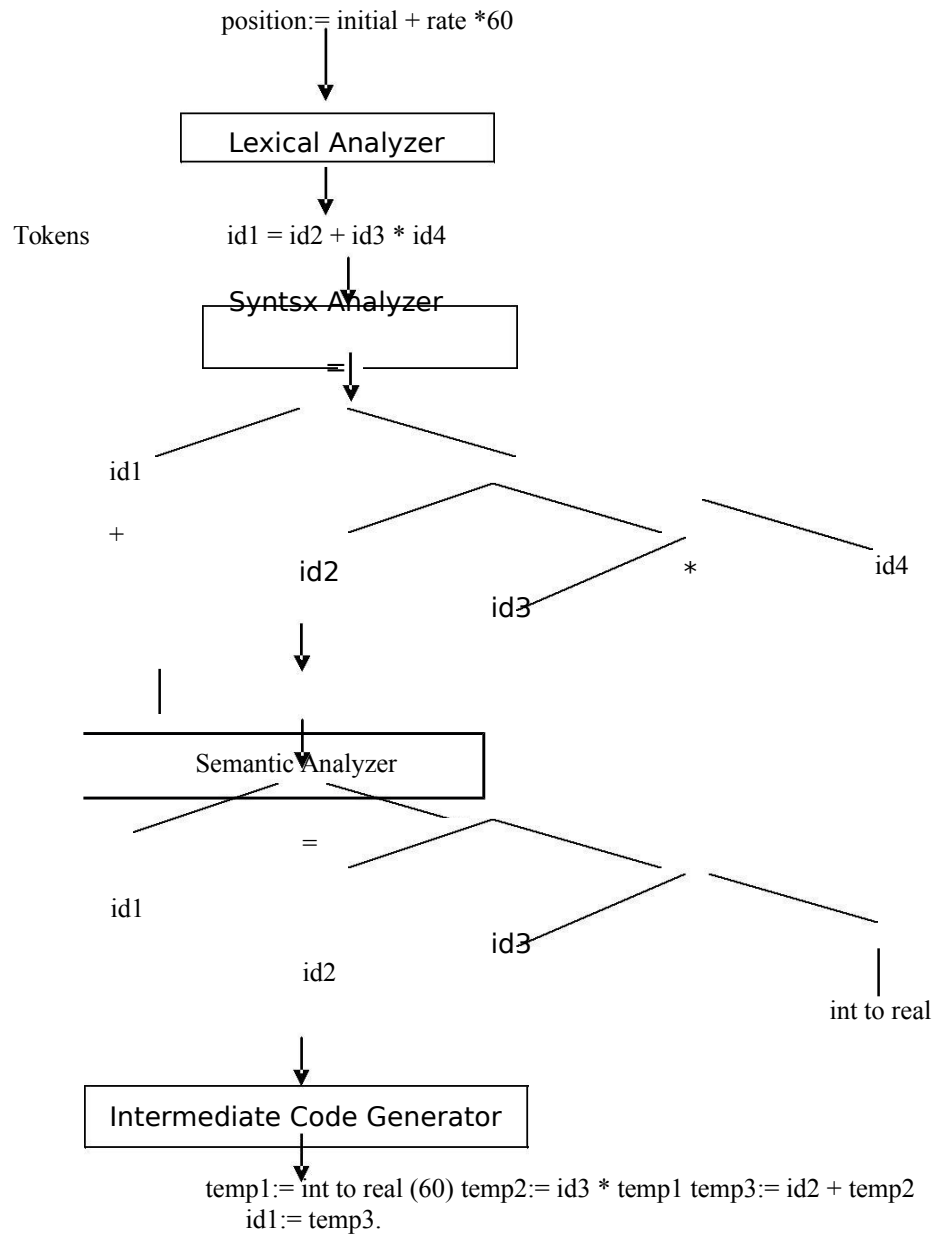 position:= initial + rate *60
Lexical Analyzer
Tokens id1 = id2 + id3 * id4
Syntsx Analyzer
=
id1
+
id2 * id4
id3
Semantic Analyzer
=
id1
id3
id2
int to real
Intermediate Code Generator
temp1:= int to real (60) temp2:= id3 * temp1 temp3:= id2 + temp2
id1:= temp3.